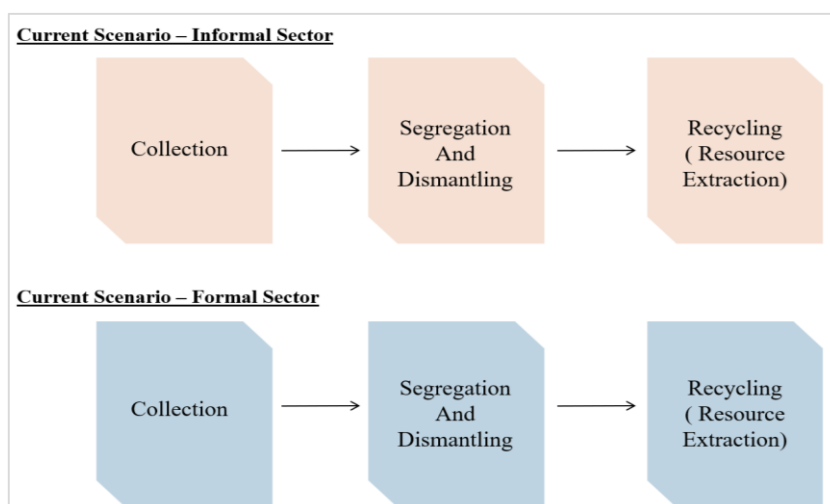 Current Scenario – Informal Sector
Collection
Segregation
And
Dismantling
Recycling
( Resource
Extraction)
Current Scenario – Formal Sector
Collection
Segregation
And
Dismantling
Recycling
( Resource
Extraction)